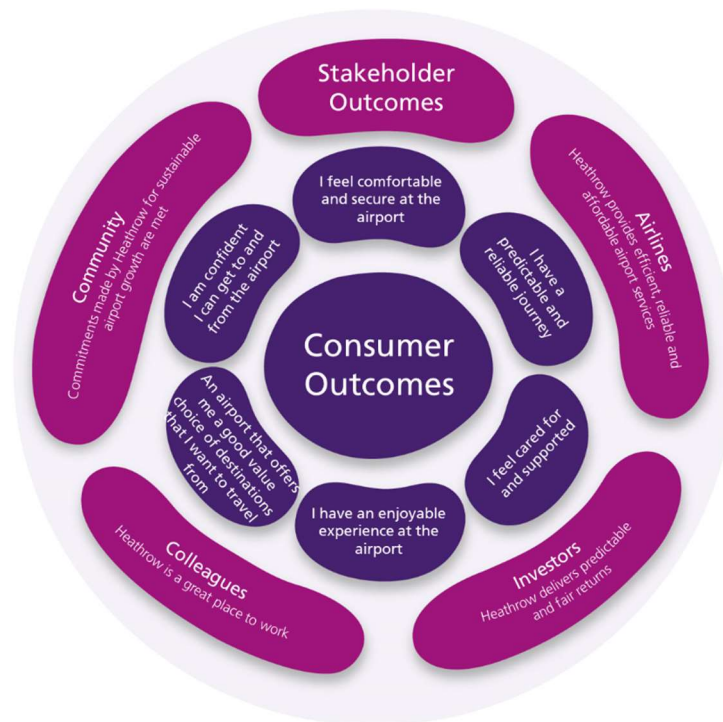 Stakeholder
Outcomes
Airlines
Heathrow provides efficient, reliable and
affordable airport services
Investors
Heathrow delivers predictable
and fair returns
Colleagues
Heathrow is a great place to work
Community
Commitments made by Heathrow for sustainable
airport growth are met
I feel comfortable
and secure at the
airport
I have a
predictable and
reliable journey
I feel cared for
and supported
I have an enjoyable
experience at the
airport
An airport that offers
me a good value
choice of destinations
that I want to travel
from
I am confident
I can get to and
from the airport
Consumer
Outcomes